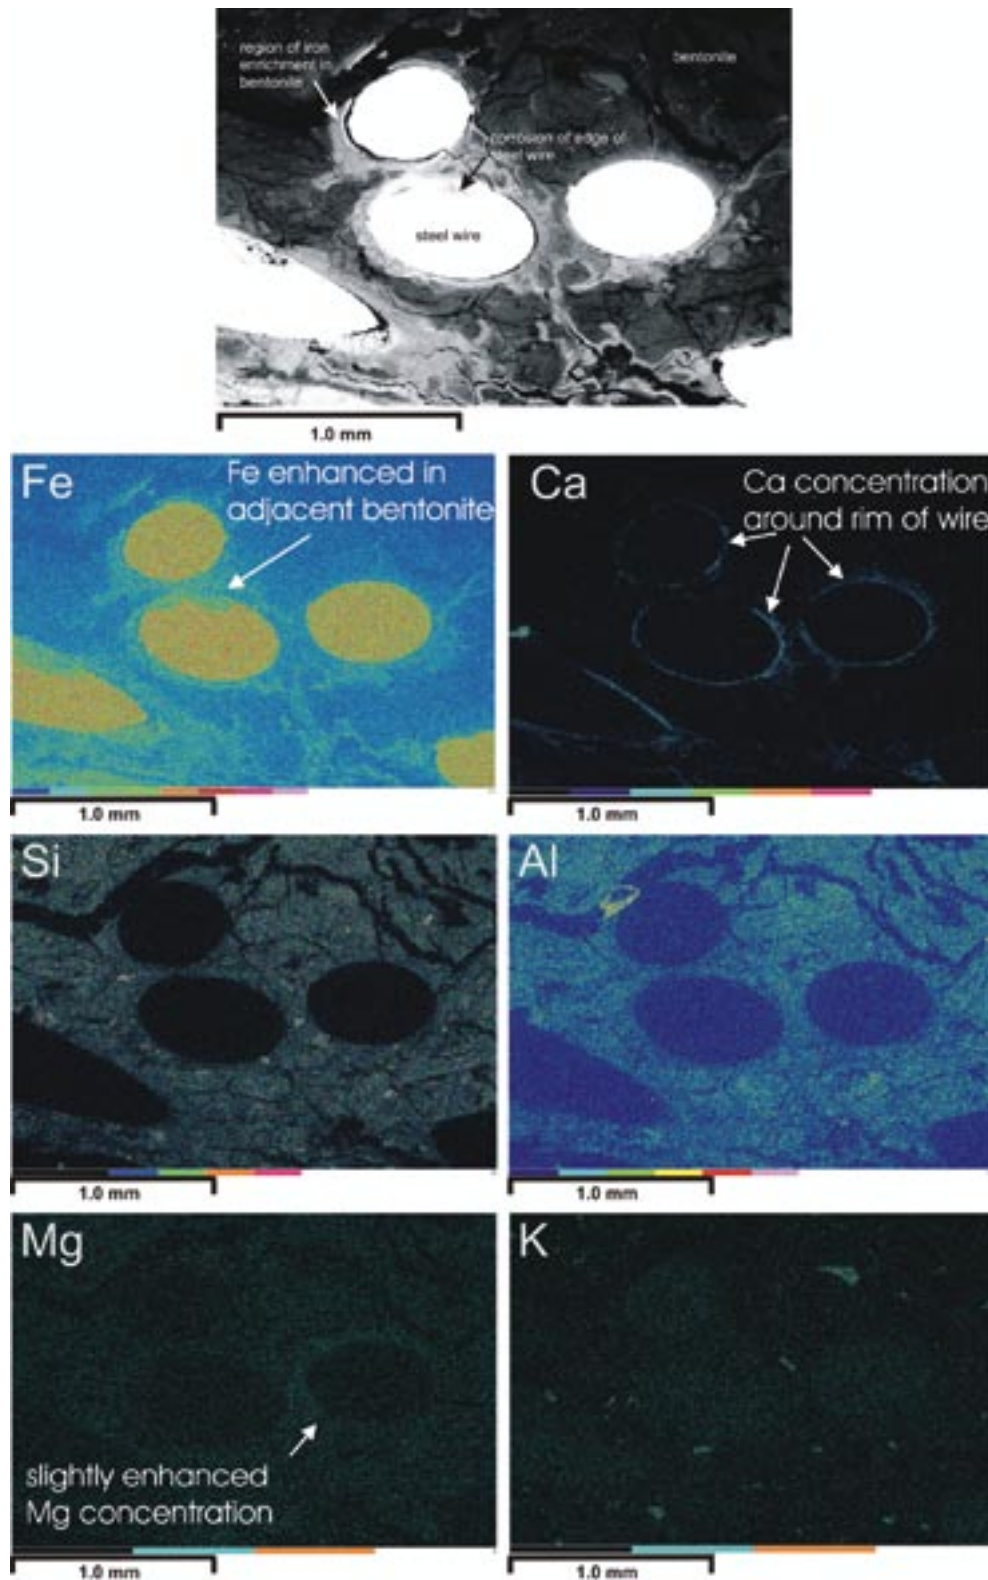 region of iron
enrichment in
bentonite
bentonite
corrosion of edge of
steel wire
steel wire
1.0 mm
Fe
Fe enhanced in
adjacent bentonite
1.0 mm
Ca
Ca concentration
around rim of wire
1.0 mm
Si
1.0 mm
Al
1.0 mm
Mg
slightly enhanced
Mg concentration
1.0 mm
K
1.0 mm